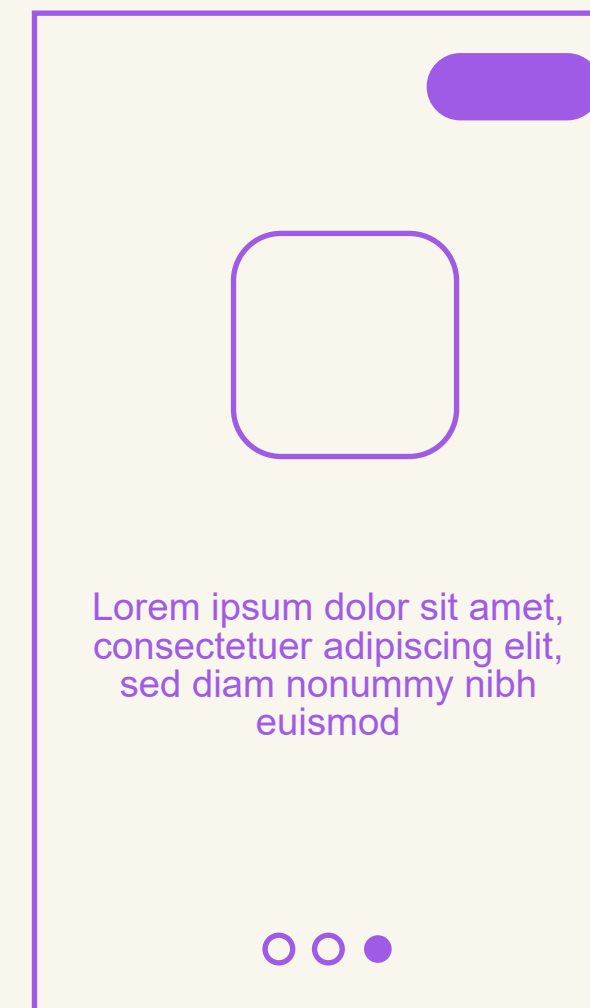 Lorem ipsum dolor sit amet,
consectetuer adipiscing elit,
sed diam nonummy nibh
euismod